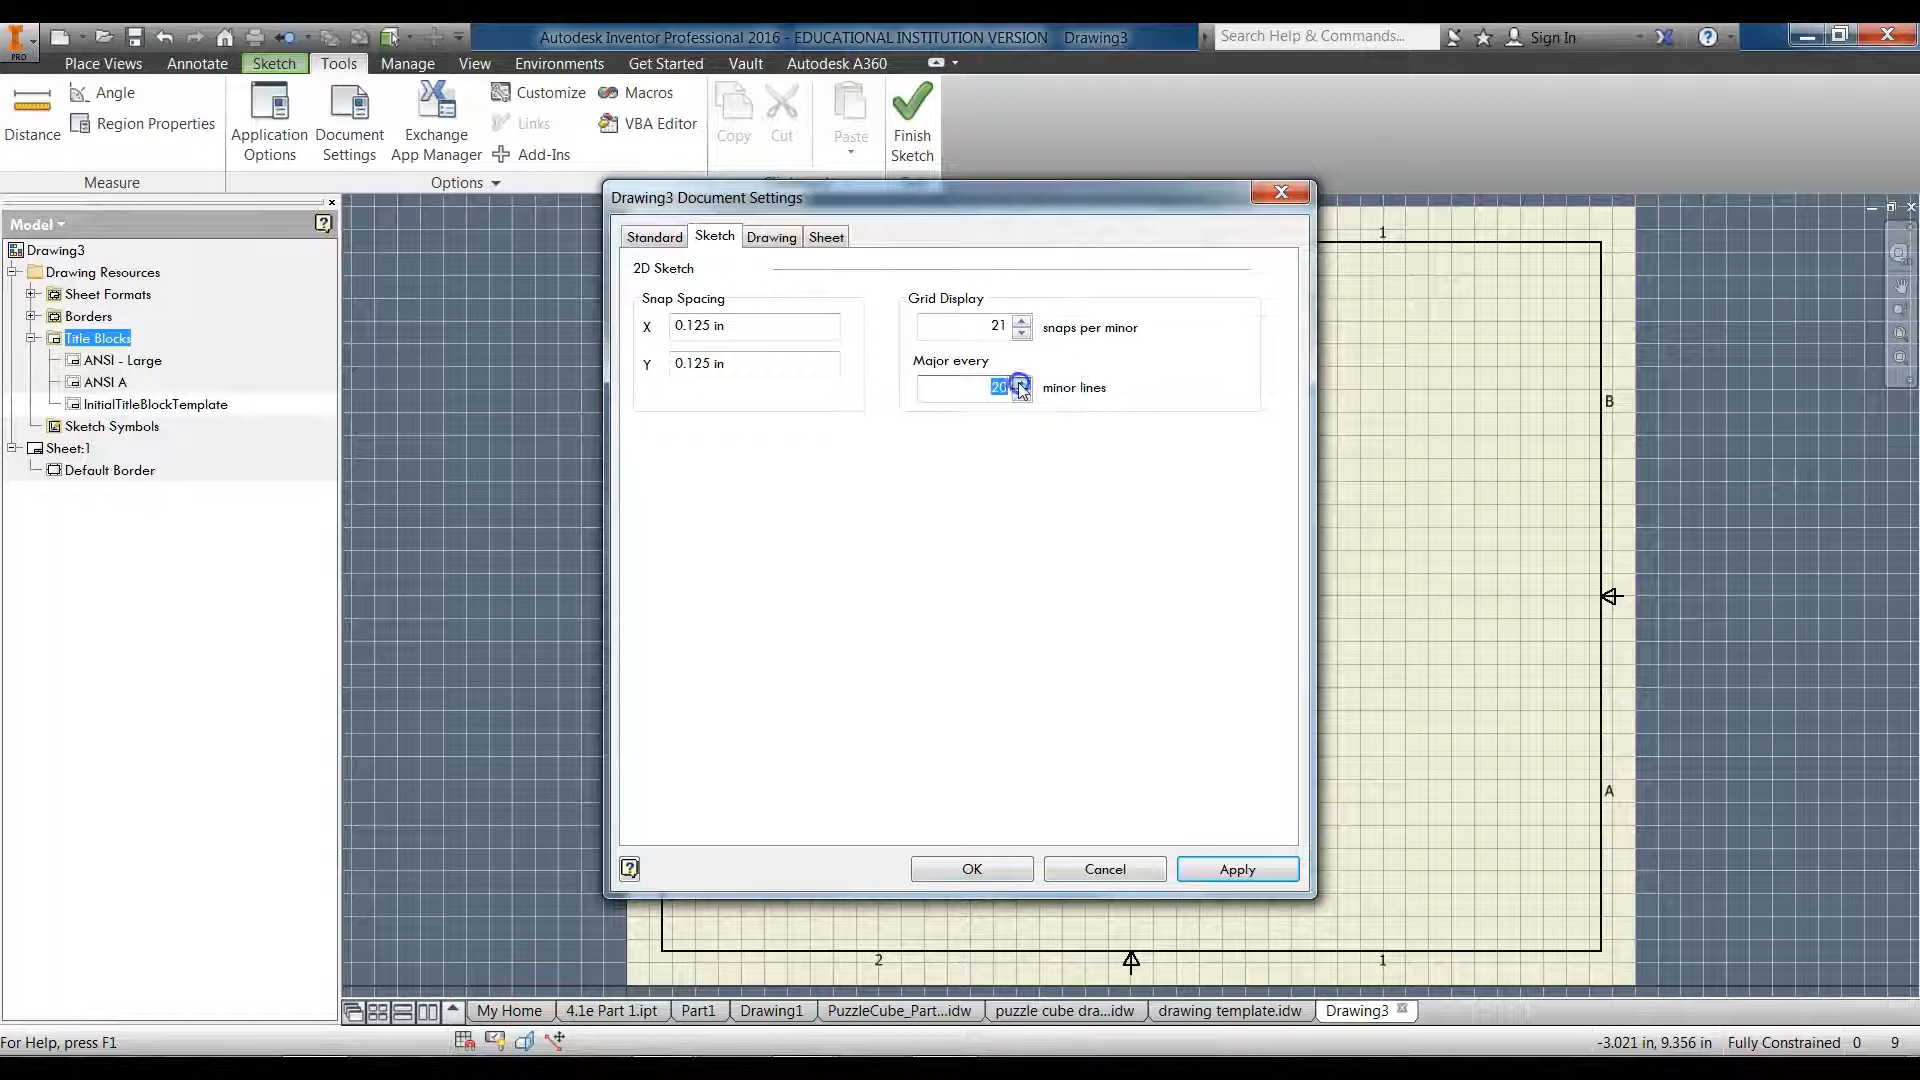 Autodesk Inventor Professional 2016 - EDUCATIONAL INSTITUTION VERSION Drawing3
Search Help & Commands...
Sign In
PRO
Place Views
Annotate
Sketch
Tools
Manage
View
Environments
Get Started
Vault
Autodesk A360
Distance
Angle
Region Properties
Measure
Application Options
Document Settings
Exchange App Manager
Customize
Links
Add-Ins
Macros
VBA Editor
Options
Copy
Cut
Paste
Finish Sketch
Model
Drawing3
Drawing Resources
Sheet Formats
Borders
Title Blocks
ANSI - Large
ANSI A
InitialTitleBlockTemplate
Sketch Symbols
Sheet:1
Default Border
Drawing3 Document Settings
Standard
Sketch
Drawing
Sheet
2D Sketch
Snap Spacing
X 0.125 in
Y 0.125 in
Grid Display
21 snaps per minor
Major every
20 minor lines
OK
Cancel
Apply
1
B
A
2
1
My Home
4.1e Part 1.ipt
Part1
Drawing1
PuzzleCube_Part...idw
puzzle cube dra...idw
drawing template.idw
Drawing3
For Help, press F1
-3.021 in, 9.356 in Fully Constrained 0 9